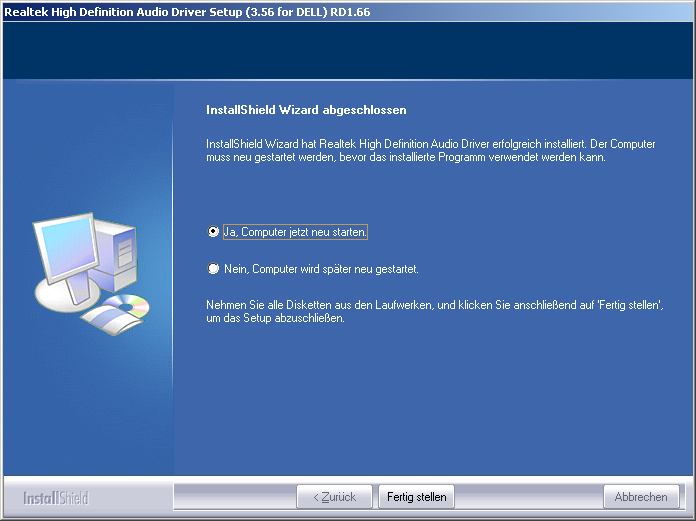 Realtek High Definition Audio Driver Setup (3.56 for DELL) RD1.66
InstallShield Wizard abgeschlossen
InstallShield Wizard hat Realtek High Definition Audio Driver erfolgreich installiert. Der Computer
muss neu gestartet werden, bevor das installierte Programm verwendet werden kann.
Ja, Computer jetzt neu starten.
Nein, Computer wird später neu gestartet.
Nehmen Sie alle Disketten aus den Laufwerken, und klicken Sie anschließend auf 'Fertig stellen',
um das Setup abzuschließen.
InstallShield
< Zurück
Fertig stellen
Abbrechen